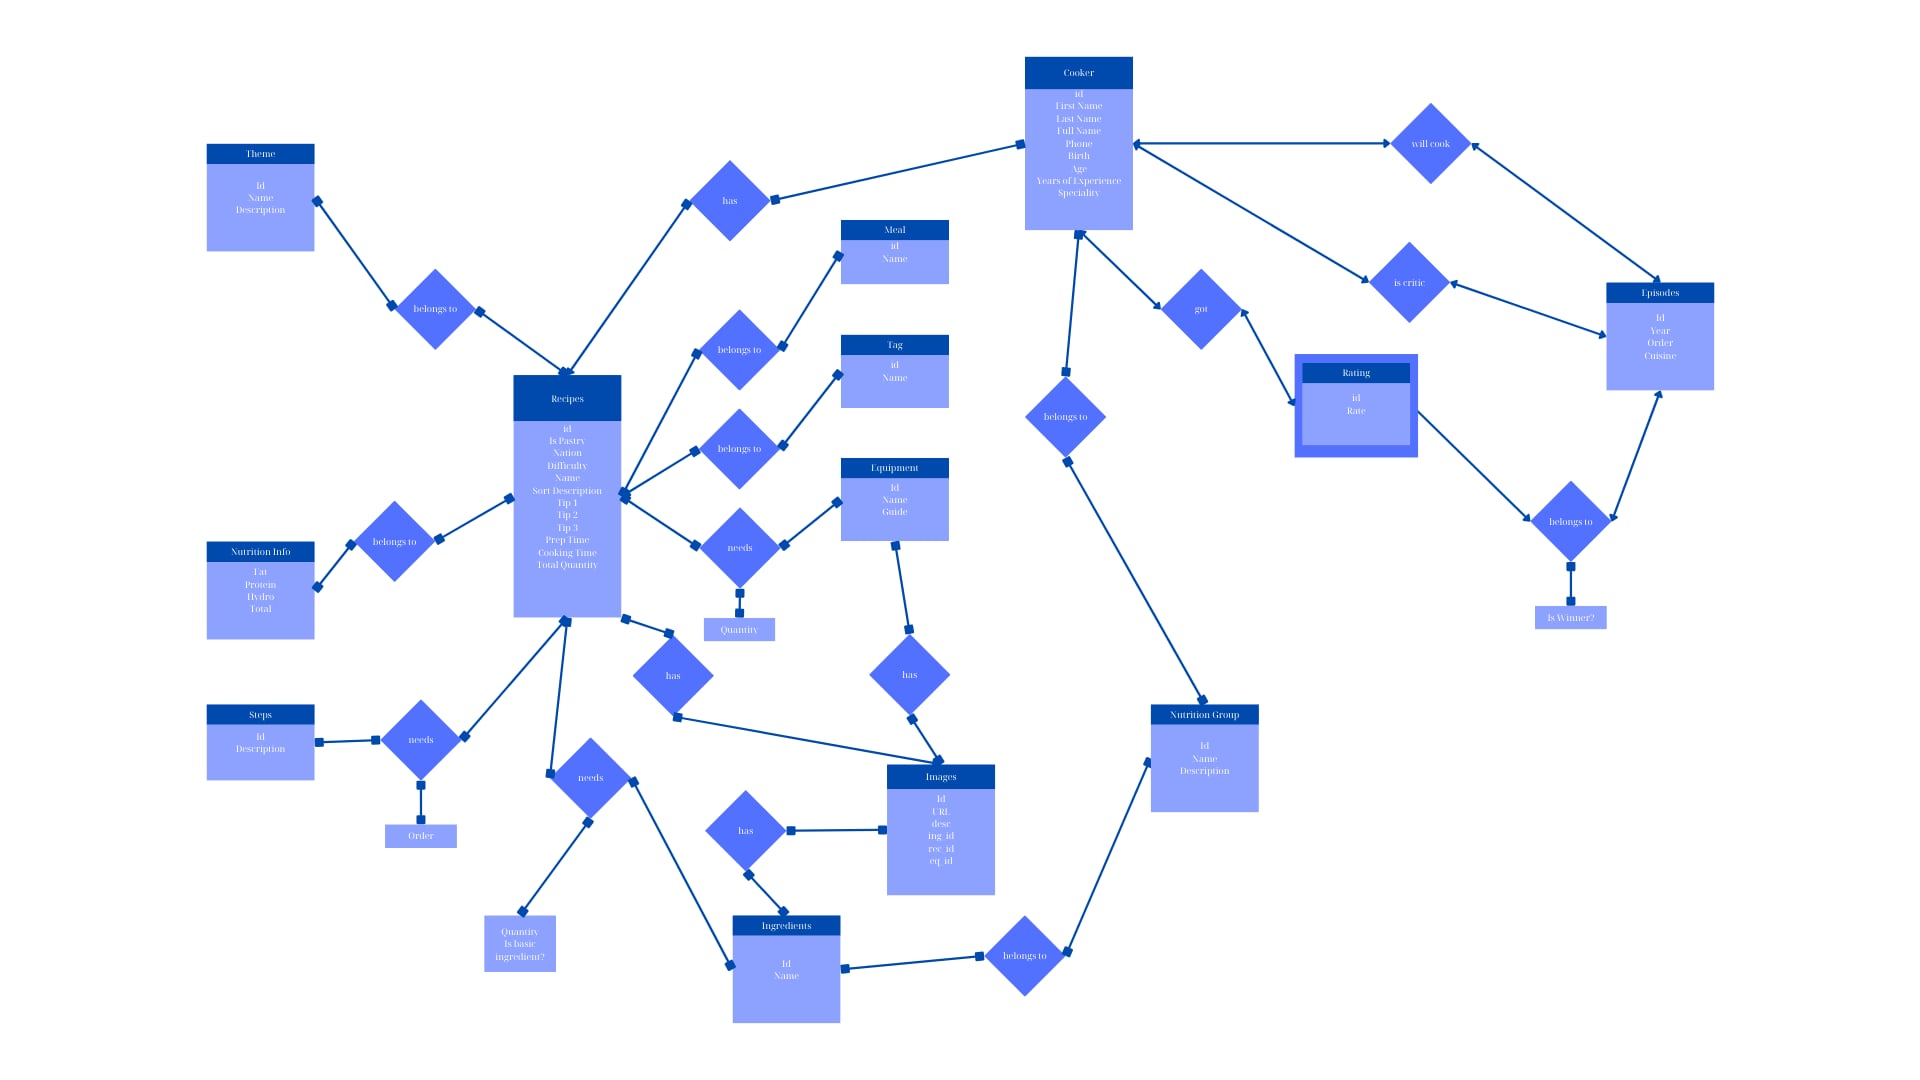 Cooker
id
First Name
Last Name
Full Name
Phone
Birth
Age
Years of Experience
Speciality
will cook
Theme
Id
Name
Description
has
Meal
id
Name
belongs to
is critic
got
Episodes
Id
Year
Order
Cuisine
belongs to
Tag
id
Name
Rating
id
Rate
Recipes
id
Is Pastry
Nation
Difficulty
Name
Sort Description
Tip 1
Tip 2
Tip 3
Prep Time
Cooking Time
Total Quantity
belongs to
belongs to
Equipment
Id
Name
Guide
belongs to
belongs to
needs
Quantity
Nutrition Info
Fat
Protein
Hydro
Total
Is Winner?
has
has
Steps
Id
Description
needs
Order
needs
Nutrition Group
Id
Name
Description
Images
Id
URL
desc
ing_id
rec_id
eq_id
has
Quantity
Is basic
ingredient?
Ingredients
Id
Name
belongs to